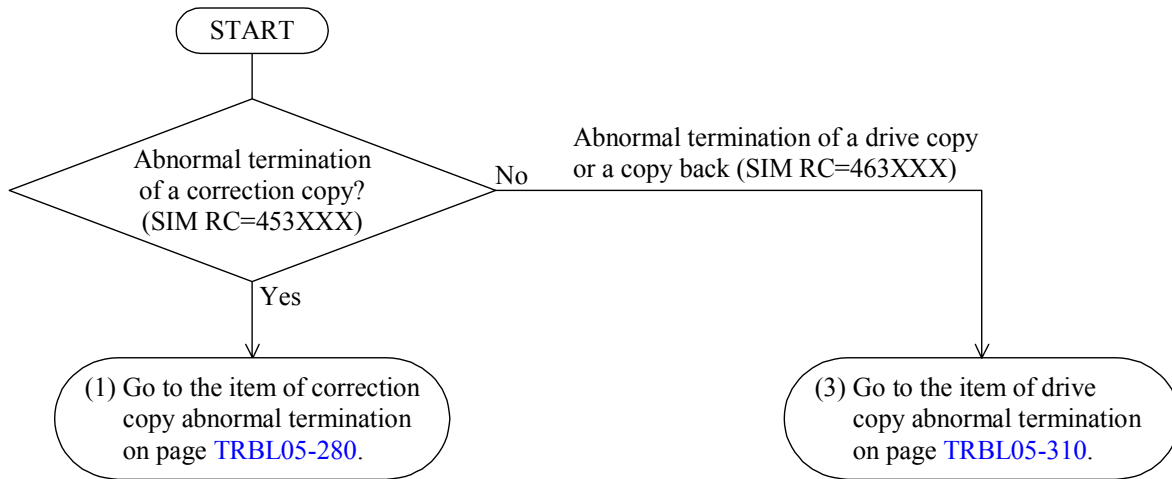 START
Abnormal termination
of a correction copy?
(SIM RC=453XXX)
No
Abnormal termination of a drive copy
or a copy back (SIM RC=463XXX)
Yes
(1) Go to the item of correction
copy abnormal termination
on page TRBL05-280.
(3) Go to the item of drive
copy abnormal termination
on page TRBL05-310.